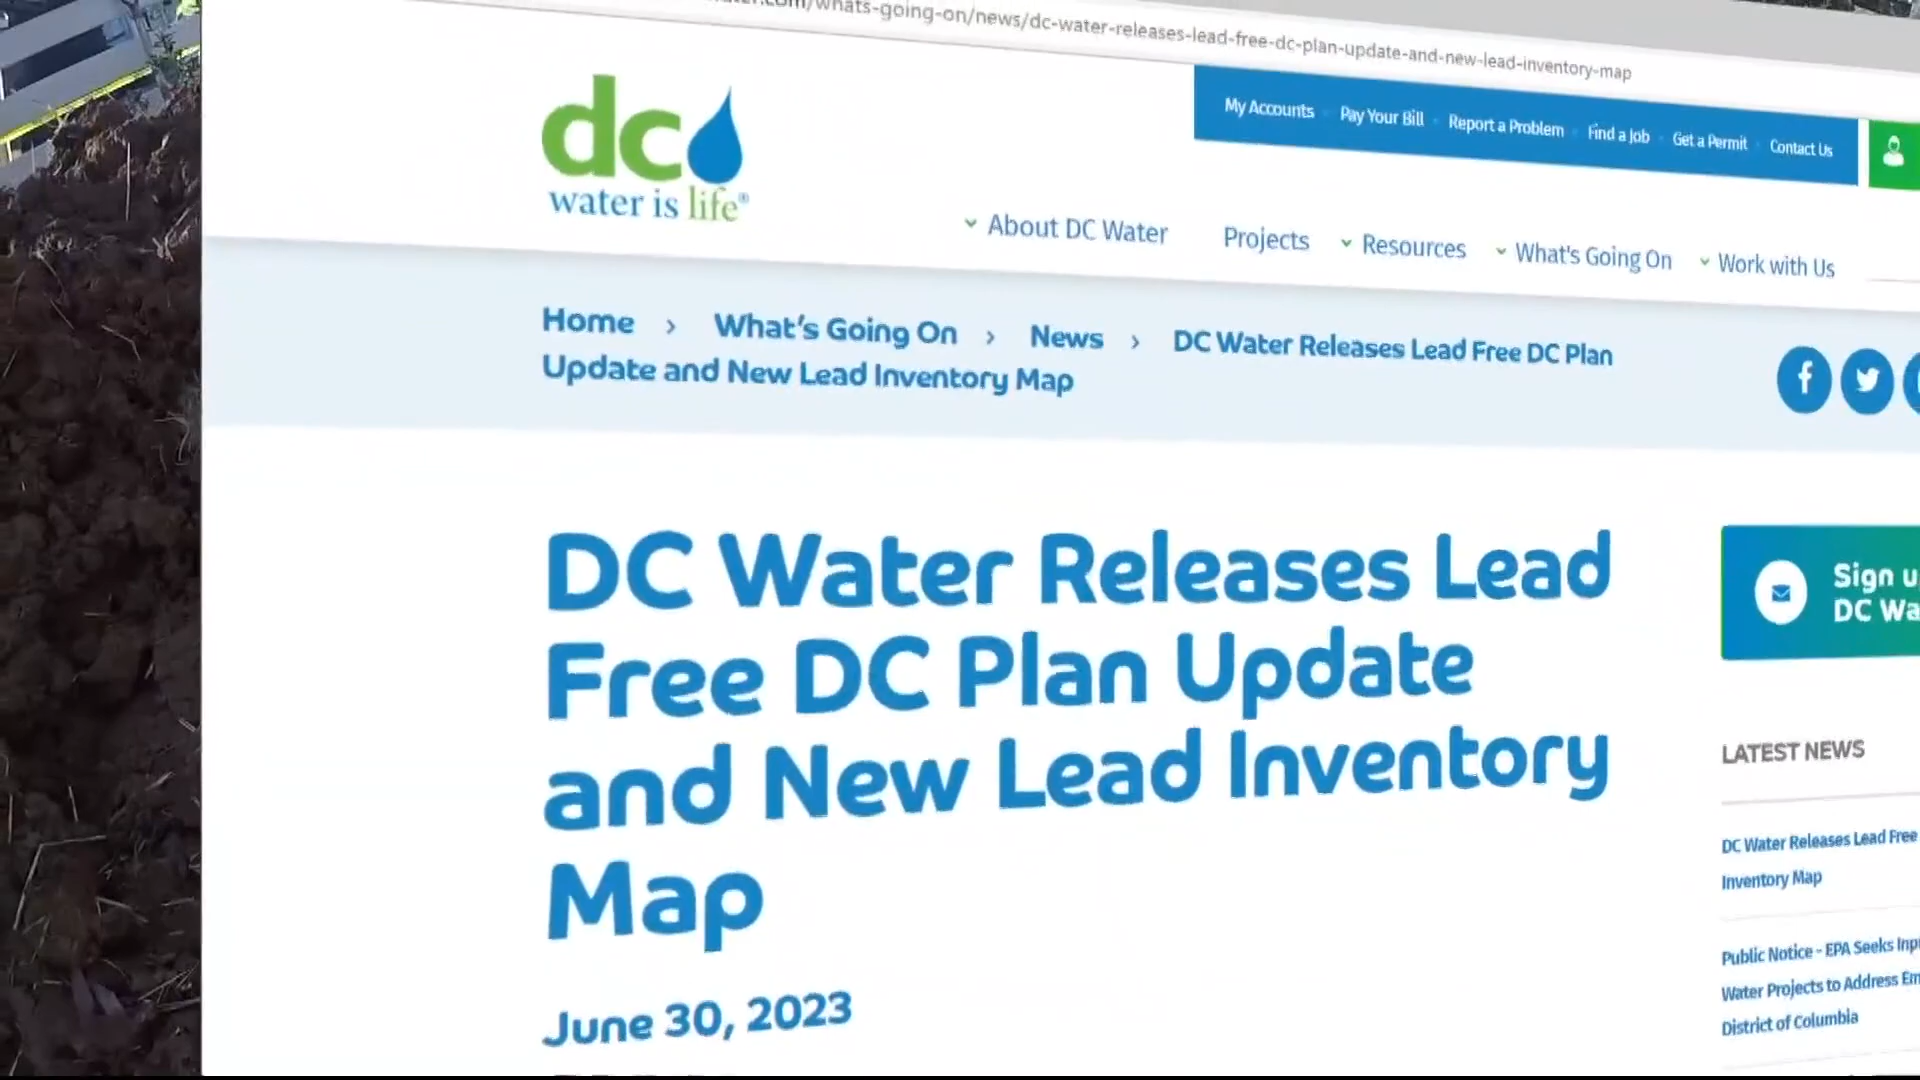 /whats-going-on/news/dc-water-releases-lead-free-dc-plan-update-and-new-lead-inventory-map
dc
water is life®
My Accounts Pay Your Bill Report a Problem Find a Job Get a Permit Contact Us
About DC Water Projects Resources What's Going On Work with Us
Home > What's Going On > News > DC Water Releases Lead Free DC Plan
Update and New Lead Inventory Map
DC Water Releases Lead
Free DC Plan Update
and New Lead Inventory
Map
June 30, 2023
Sign
DC
LATEST NEWS
DC Water Releases Lead Free
Inventory Map
Public Notice - EPA Seeks
Water Projects to Address
District of Columbia